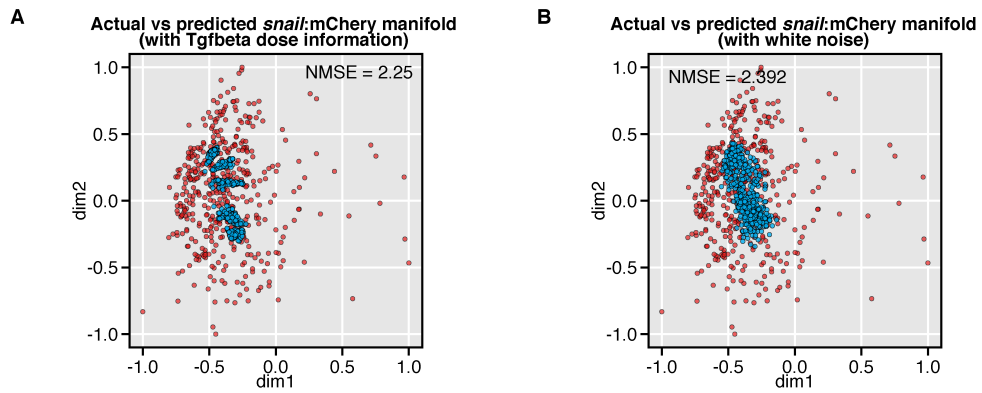 A
Actual vs predicted snail:mCherry manifold
(with Tgfbeta dose information)
NMSE = 2.25
1.0
0.5
0.0
-0.5
-1.0
dim2
-1.0 -0.5 0.0 0.5 1.0
dim1
B
Actual vs predicted snail:mCherry manifold
(with white noise)
NMSE = 2.392
1.0
0.5
0.0
-0.5
-1.0
dim2
-1.0 -0.5 0.0 0.5 1.0
dim1